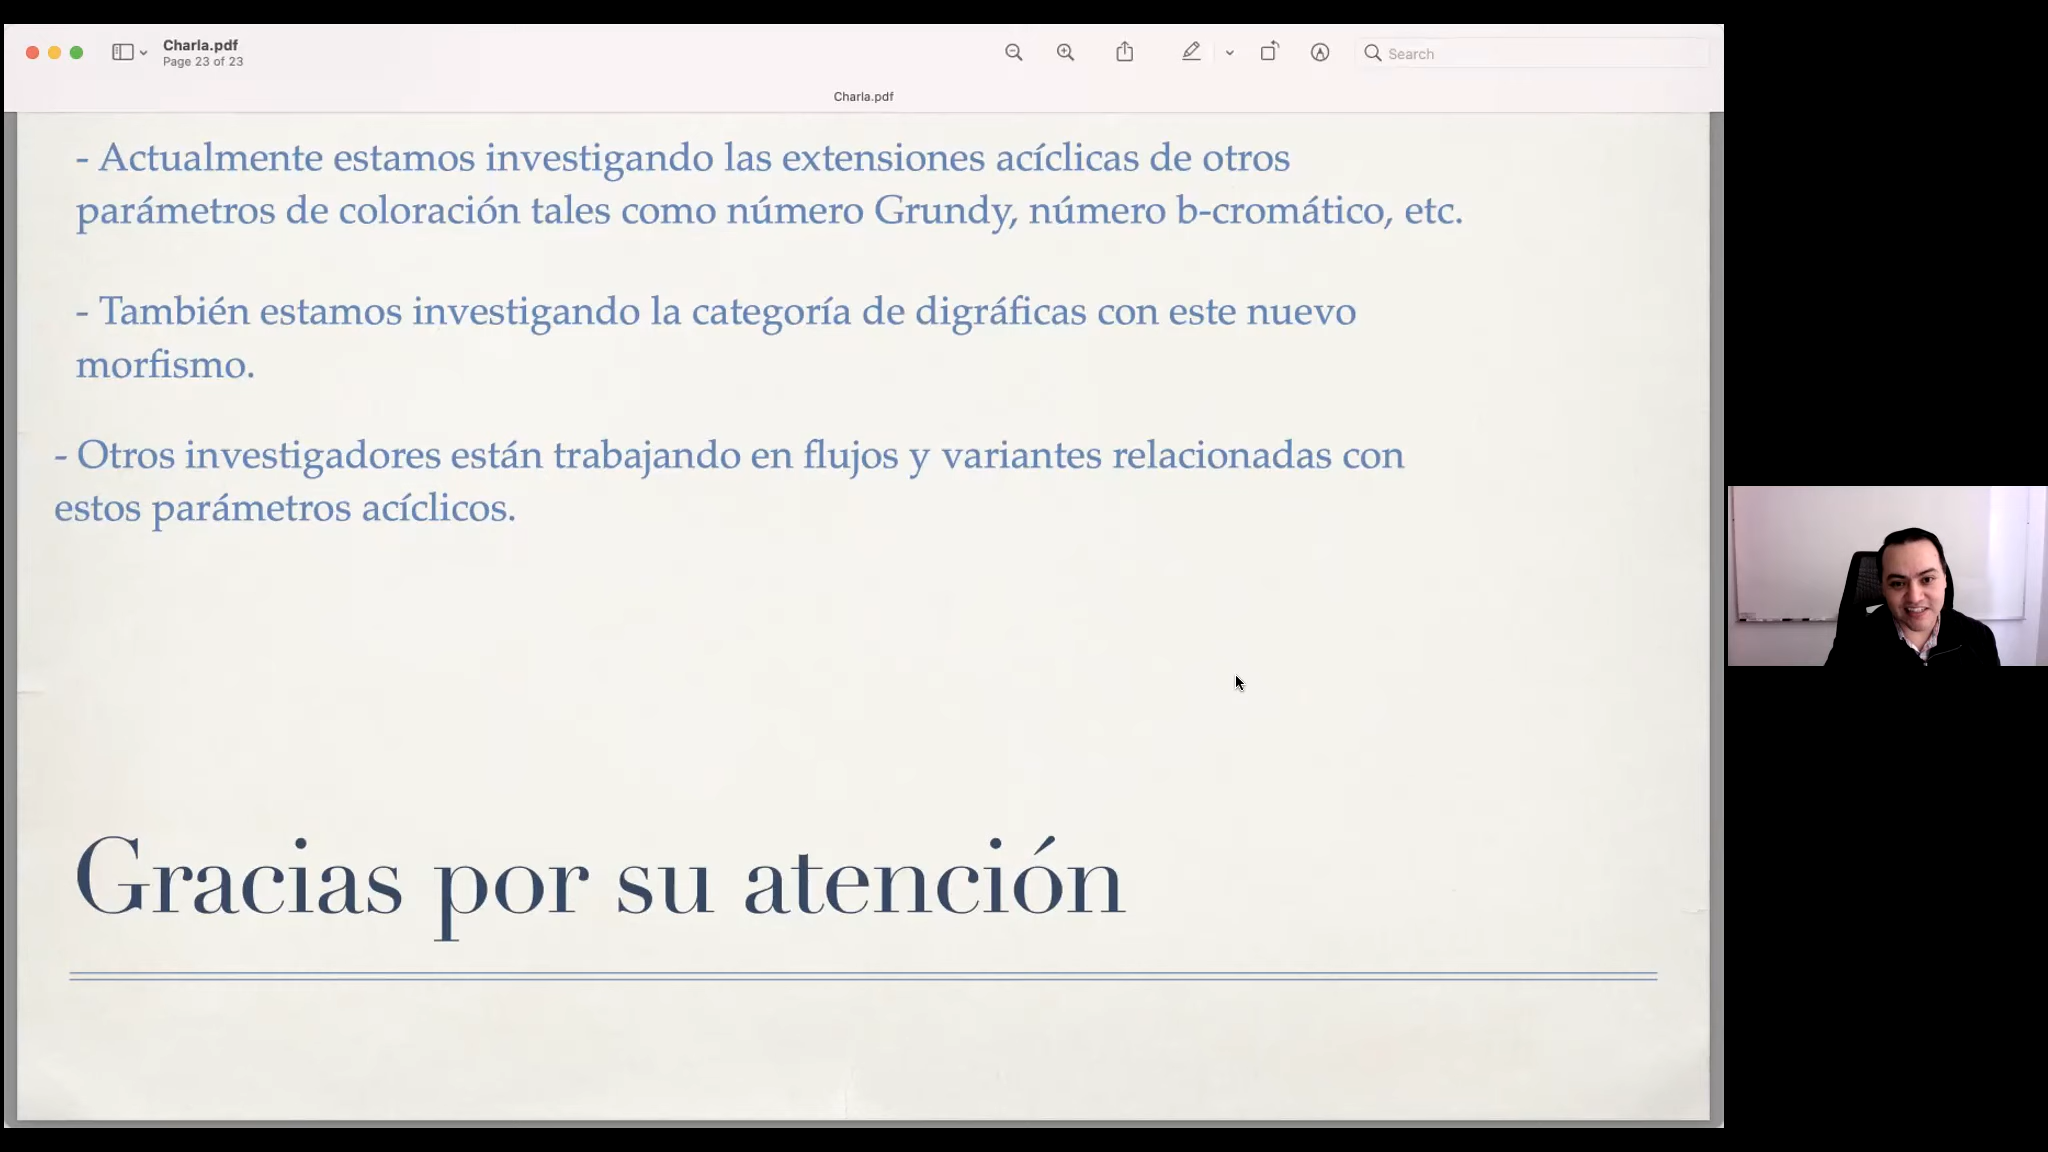 Charla.pdf
Page 23 of 23
Search
Charla.pdf
- Actualmente estamos investigando las extensiones acíclicas de otros
parámetros de coloración tales como número Grundy, número b-cromático, etc.
- También estamos investigando la categoría de digráficas con este nuevo
morfismo.
- Otros investigadores están trabajando en flujos y variantes relacionadas con
estos parámetros acíclicos.
Gracias por su atención